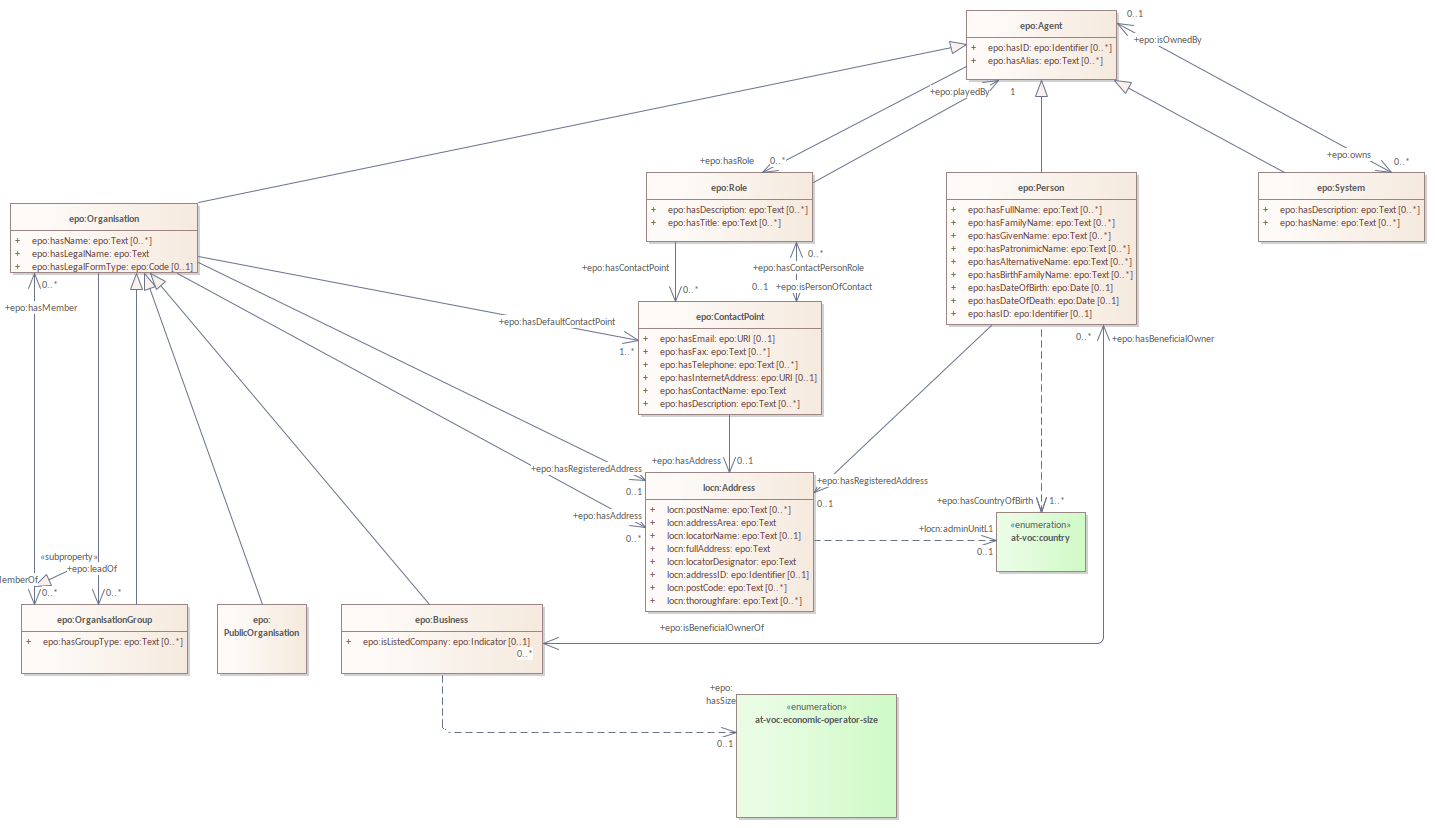 epo:Agent
+ epo:hasID: epo:Identifier [0..*]
+ epo:hasAlias: epo:Text [0..*]
0..1
+epo:isOwnedBy
+epo:playedBy
1
+epo:hasRole
0..*
+epo:owns
0..*
epo:Role
+ epo:hasDescription: epo:Text [0..*]
+ epo:hasTitle: epo:Text [0..*]
epo:Person
+ epo:hasFullName: epo:Text [0..*]
+ epo:hasFamilyName: epo:Text [0..*]
+ epo:hasGivenName: epo:Text [0..*]
+ epo:hasPatronimicName: epo:Text [0..*]
+ epo:hasAlternativeName: epo:Text [0..*]
+ epo:hasBirthFamilyName: epo:Text [0..*]
+ epo:hasDateOfBirth: epo:Date [0..1]
+ epo:hasDateOfDeath: epo:Date [0..1]
+ epo:hasID: epo:Identifier [0..1]
epo:System
+ epo:hasDescription: epo:Text [0..*]
+ epo:hasName: epo:Text [0..*]
epo:Organisation
+ epo:hasName: epo:Text [0..*]
+ epo:hasLegalName: epo:Text
+ epo:hasLegalFormType: epo:Code [0..1]
0..*
+epo:hasMember
+epo:hasContactPoint
0..*
0..*
+epo:hasContactPersonRole
0..1
+epo:isPersonOfContact
+epo:hasDefaultContactPoint
1..*
epo:ContactPoint
+ epo:hasEmail: epo:URI [0..1]
+ epo:hasFax: epo:Text [0..*]
+ epo:hasTelephone: epo:Text [0..*]
+ epo:hasInternetAddress: epo:URI [0..1]
+ epo:hasContactName: epo:Text
+ epo:hasDescription: epo:Text [0..*]
0..*
+epo:hasBeneficialOwner
+epo:hasAddress
0..1
+epo:hasRegisteredAddress
0..1
+epo:hasAddress
0..*
+epo:hasRegisteredAddress
0..1
locn:Address
+ locn:postName: epo:Text [0..*]
+ locn:addressArea: epo:Text
+ locn:locatorName: epo:Text [0..1]
+ locn:fullAddress: epo:Text
+ locn:locatorDesignator: epo:Text
+ locn:addressID: epo:Identifier [0..1]
+ locn:postCode: epo:Text [0..*]
+ locn:thoroughfare: epo:Text [0..*]
+epo:hasCountryOfBirth
1..*
+locn:adminUnitL1
0..1
«enumeration»
at-voc:country
«subproperty»
+epo:leadOf
MemberOf
0..*
0..*
epo:OrganisationGroup
+ epo:hasGroupType: epo:Text [0..*]
epo:
PublicOrganisation
epo:Business
+ epo:isListedCompany: epo:Indicator [0..1]
0..*
+epo:isBeneficialOwnerOf
+epo:
hasSize
0..1
«enumeration»
at-voc:economic-operator-size